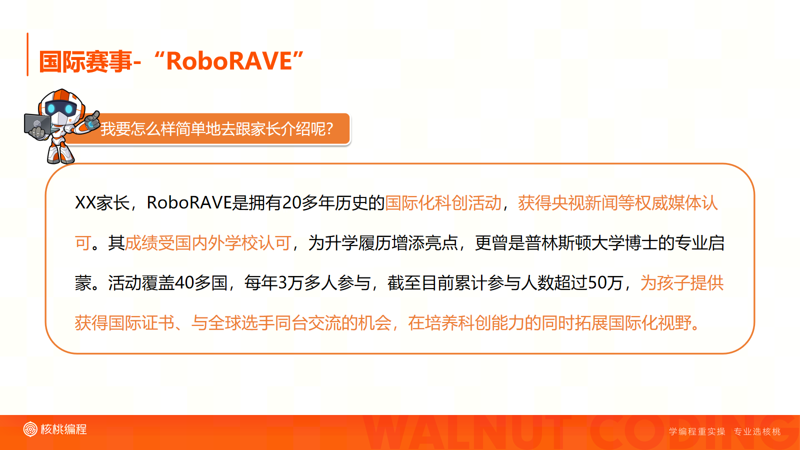 国际赛事-“RoboRAVE”
我要怎么样简单地去跟家长介绍呢？
XX家长，RoboRAVE是拥有20多年历史的国际化科创活动，获得央视新闻等权威媒体认
可。其成绩受国内外学校认可，为升学履历增添亮点，更曾是普林斯顿大学博士的专业启
蒙。活动覆盖40多国，每年3万多人参与，截至目前累计参与人数超过50万，为孩子提供
获得国际证书、与全球选手同台交流的机会，在培养科创能力的同时拓展国际化视野。
核桃编程
WALNUT CODING
学编程重实操 专业选核桃